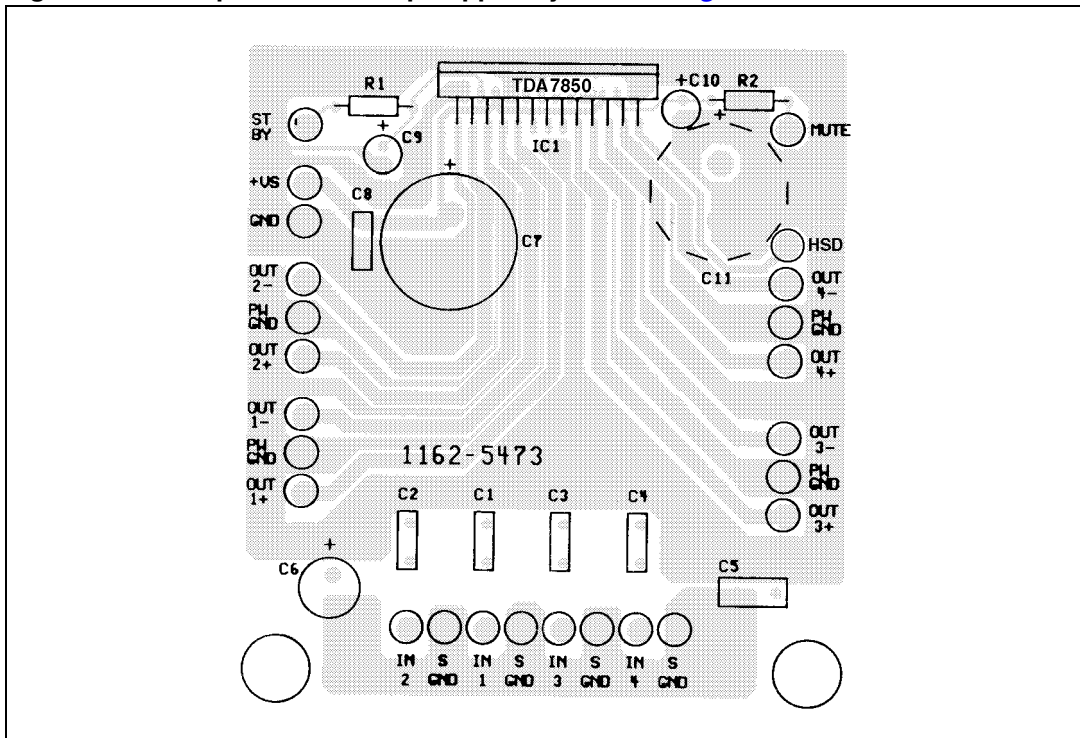 R1
TDA7850
+C10
R2
ST
BY
+
C9
IC1
+
MUTE
+VS
C8
+
GND
C7
HSD
C11
OUT
2-
OUT
4-
PW
GND
PW
GND
OUT
2+
OUT
4+
OUT
1-
OUT
3-
PW
GND
1162-5473
PW
GND
OUT
1+
C2
C1
C3
C4
OUT
3+
+
C6
C5
IN
2
S
GND
IN
1
S
GND
IN
3
S
GND
IN
4
S
GND